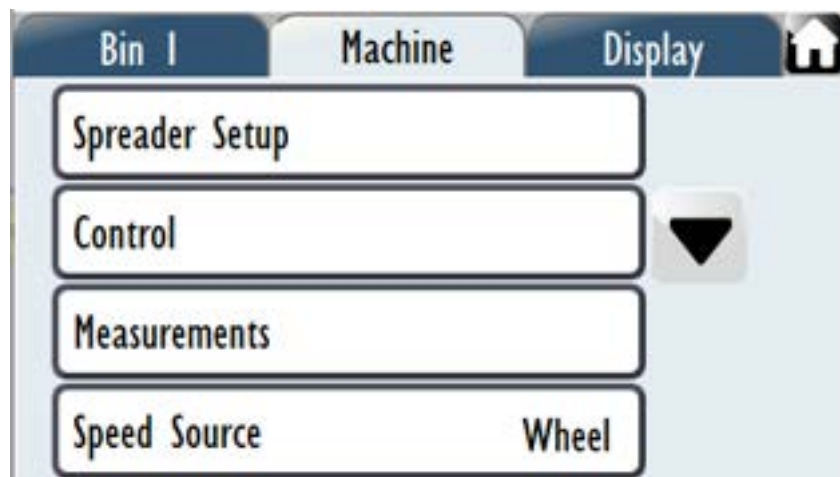 Bin 1 Machine Display
Spreader Setup
Control
Measurements
Speed Source Wheel